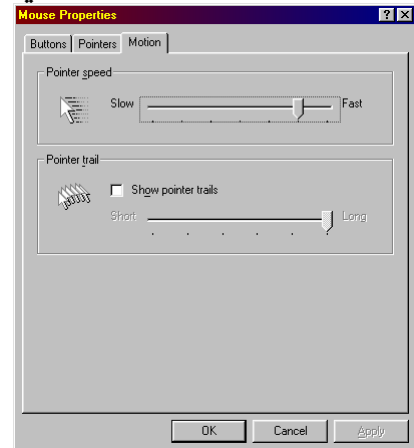 Mouse Properties
Buttons Pointers Motion
Pointer speed
Slow Fast
Pointer trail
Show pointer trails
Short Long
OK Cancel Apply